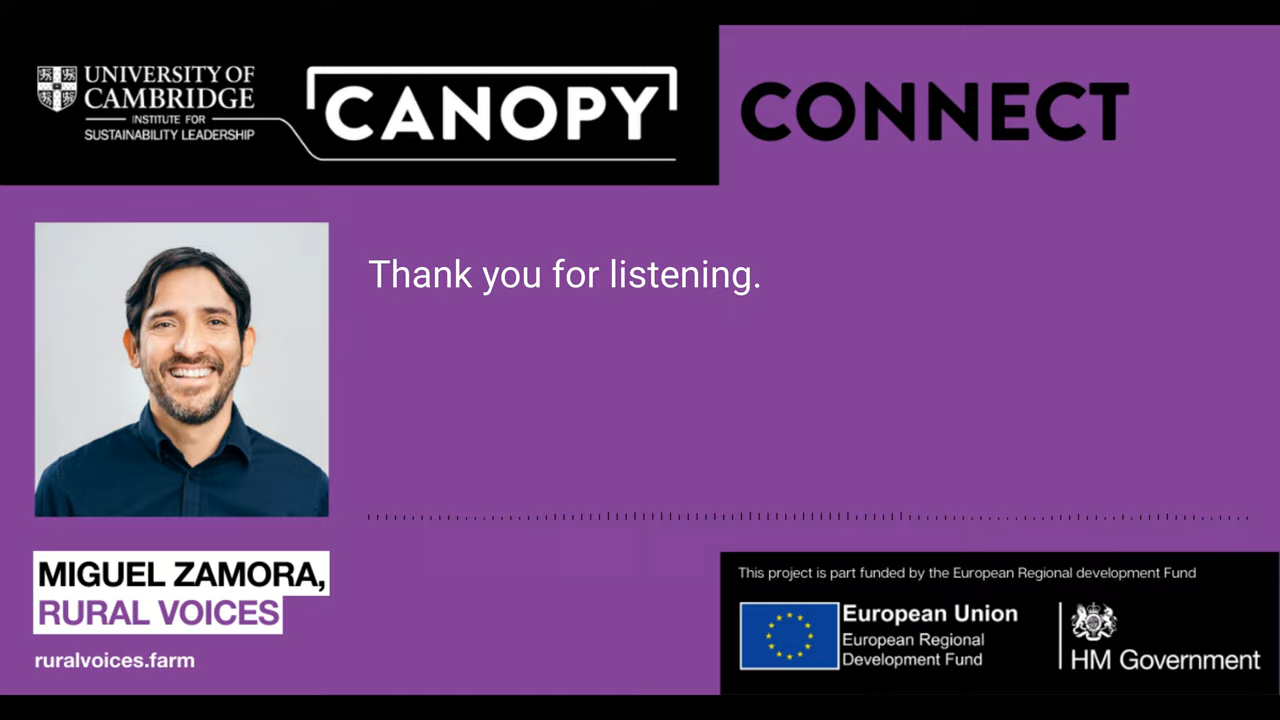 UNIVERSITY OF
CAMBRIDGE
INSTITUTE FOR
SUSTAINABILITY LEADERSHIP
CANOPY
CONNECT
Thank you for listening.
MIGUEL ZAMORA,
RURAL VOICES
ruralvoices.farm
This project is part funded by the European Regional development Fund
European Union
European Regional
Development Fund
HM Government